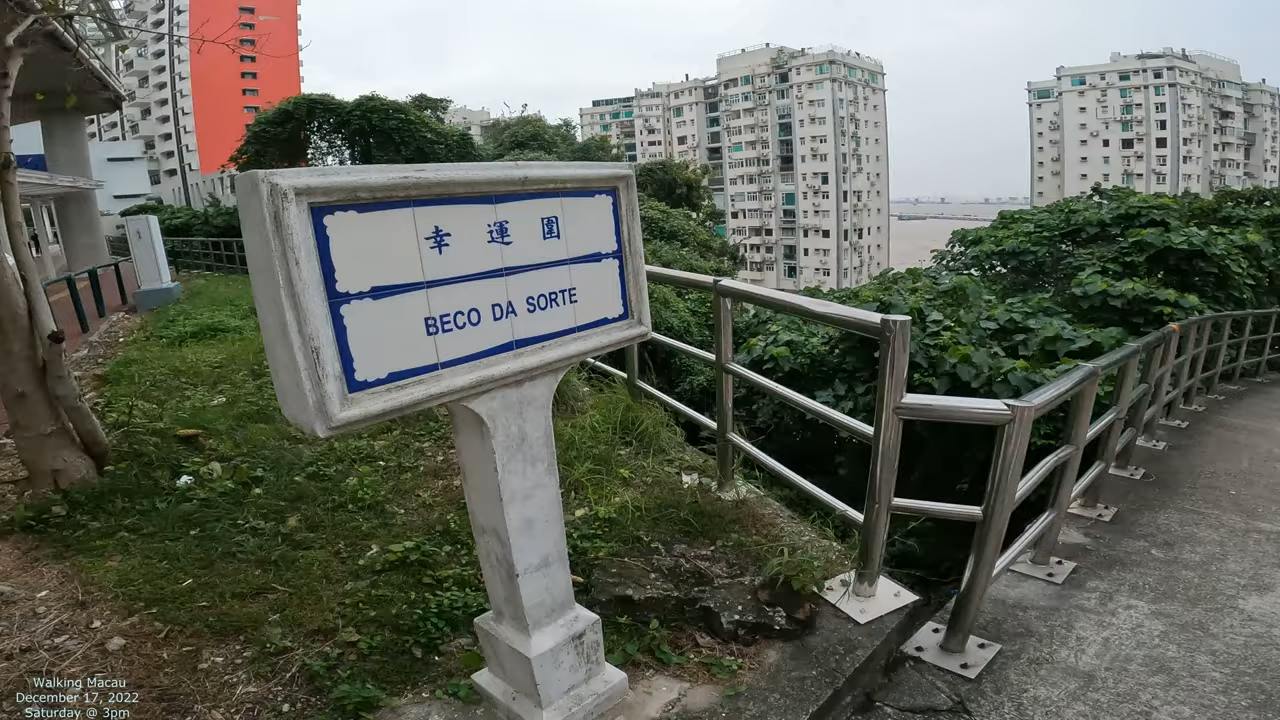 幸運圍
BECO DA SORTE
Walking Macau
December 17, 2022
Saturday @ 3pm